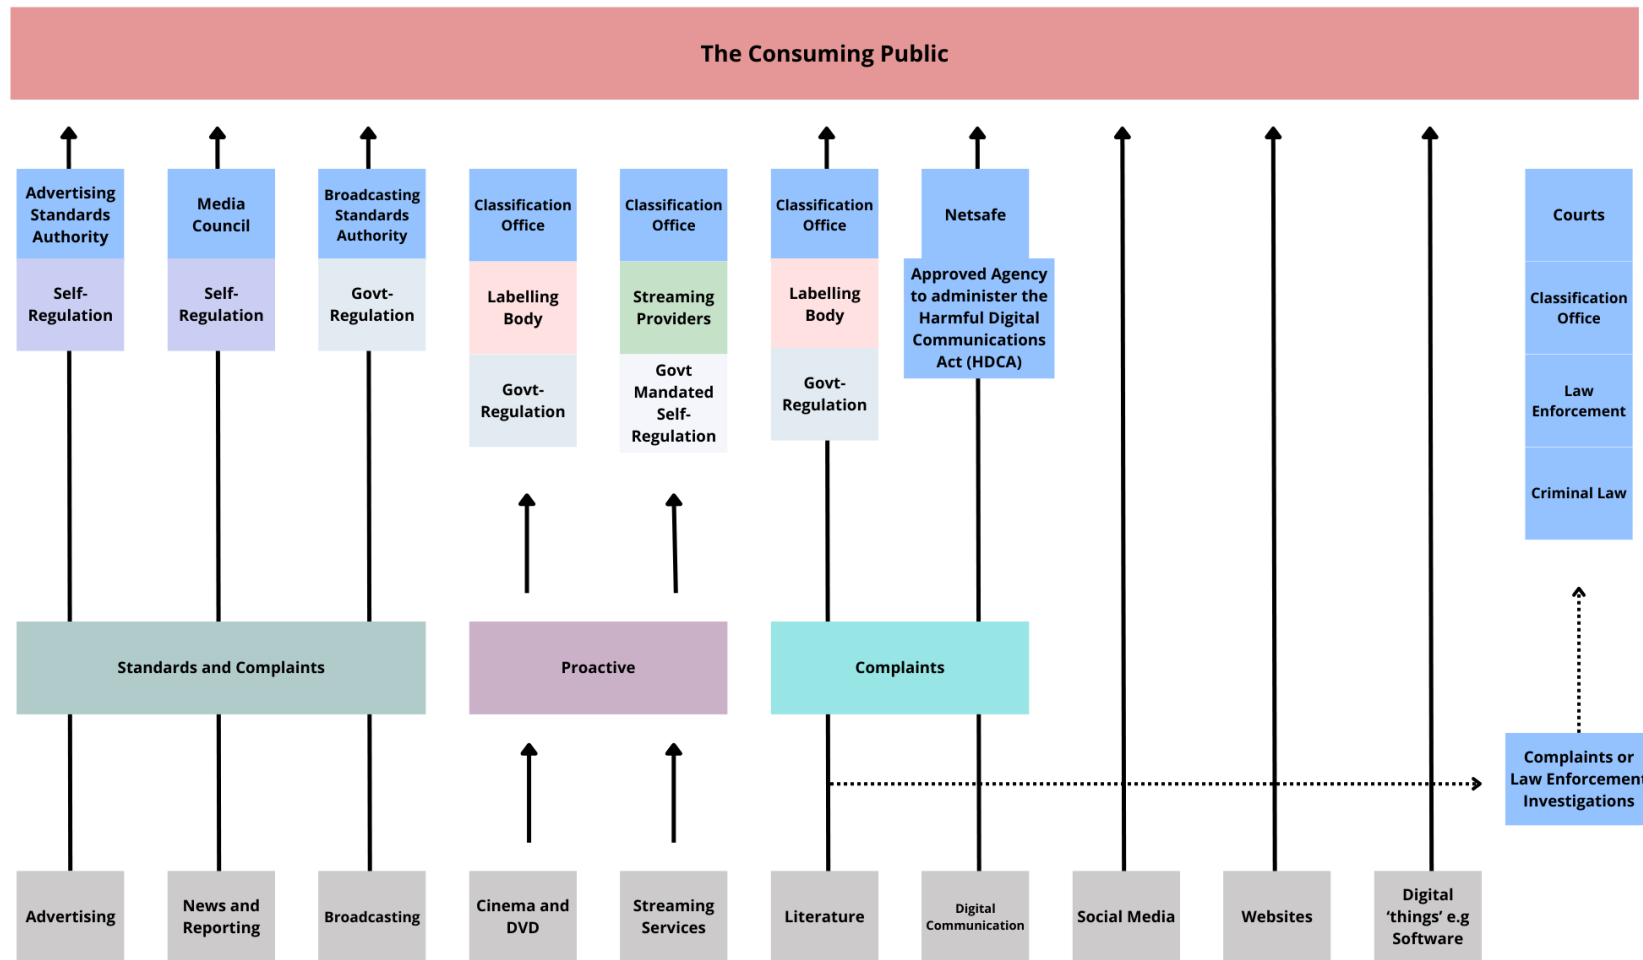 The Consuming Public
Advertising
Standards
Authority
Self-
Regulation
Media
Council
Self-
Regulation
Broadcasting
Standards
Authority
Govt-
Regulation
Classification
Office
Labelling
Body
Govt-
Regulation
Classification
Office
Streaming
Providers
Govt
Mandated
Self-
Regulation
Classification
Office
Labelling
Body
Govt-
Regulation
Netsafe
Approved Agency
to administer the
Harmful Digital
Communications
Act (HDCA)
Courts
Classification
Office
Law
Enforcement
Criminal Law
Standards and Complaints
Proactive
Complaints
Complaints or
Law Enforcement
Investigations
Advertising
News and
Reporting
Broadcasting
Cinema and
DVD
Streaming
Services
Literature
Digital
Communication
Social Media
Websites
Digital
‘things’ e.g
Software